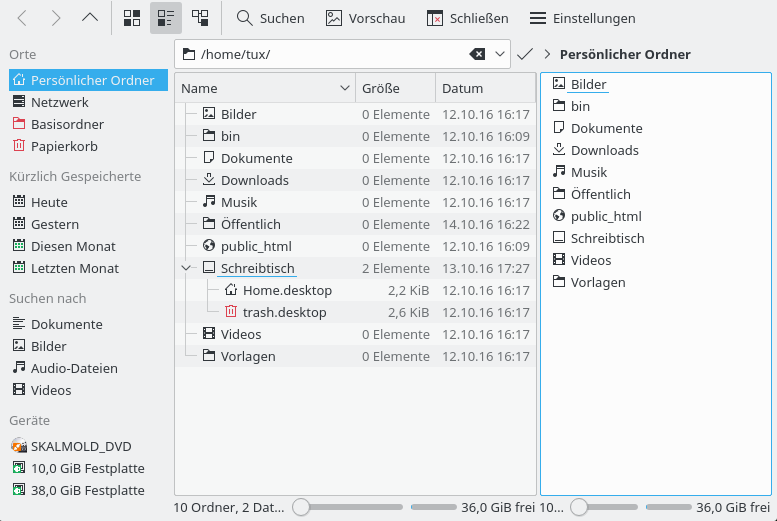 Suchen Vorschau Schließen Einstellungen
Orte
Persönlicher Ordner
Netzwerk
Basisordner
Papierkorb
Kürzlich Gespeicherte
Heute
Gestern
Diesen Monat
Letzten Monat
Suchen nach
Dokumente
Bilder
Audio-Dateien
Videos
Geräte
SKALMOLD_DVD
10,0 GiB Festplatte
38,0 GiB Festplatte
/home/tux/
Name Größe Datum
Bilder 0 Elemente 12.10.16 16:17
bin 0 Elemente 12.10.16 16:09
Dokumente 0 Elemente 12.10.16 16:17
Downloads 0 Elemente 12.10.16 16:17
Musik 0 Elemente 12.10.16 16:17
Öffentlich 0 Elemente 14.10.16 16:22
public_html 0 Elemente 12.10.16 16:09
Schreibtisch 2 Elemente 13.10.16 17:27
Home.desktop 2,2 KiB 12.10.16 16:17
trash.desktop 2,6 KiB 12.10.16 16:17
Videos 0 Elemente 12.10.16 16:17
Vorlagen 0 Elemente 12.10.16 16:17
10 Ordner, 2 Dat... 36,0 GiB frei
Persönlicher Ordner
Bilder
bin
Dokumente
Downloads
Musik
Öffentlich
public_html
Schreibtisch
Videos
Vorlagen
10... 36,0 GiB frei